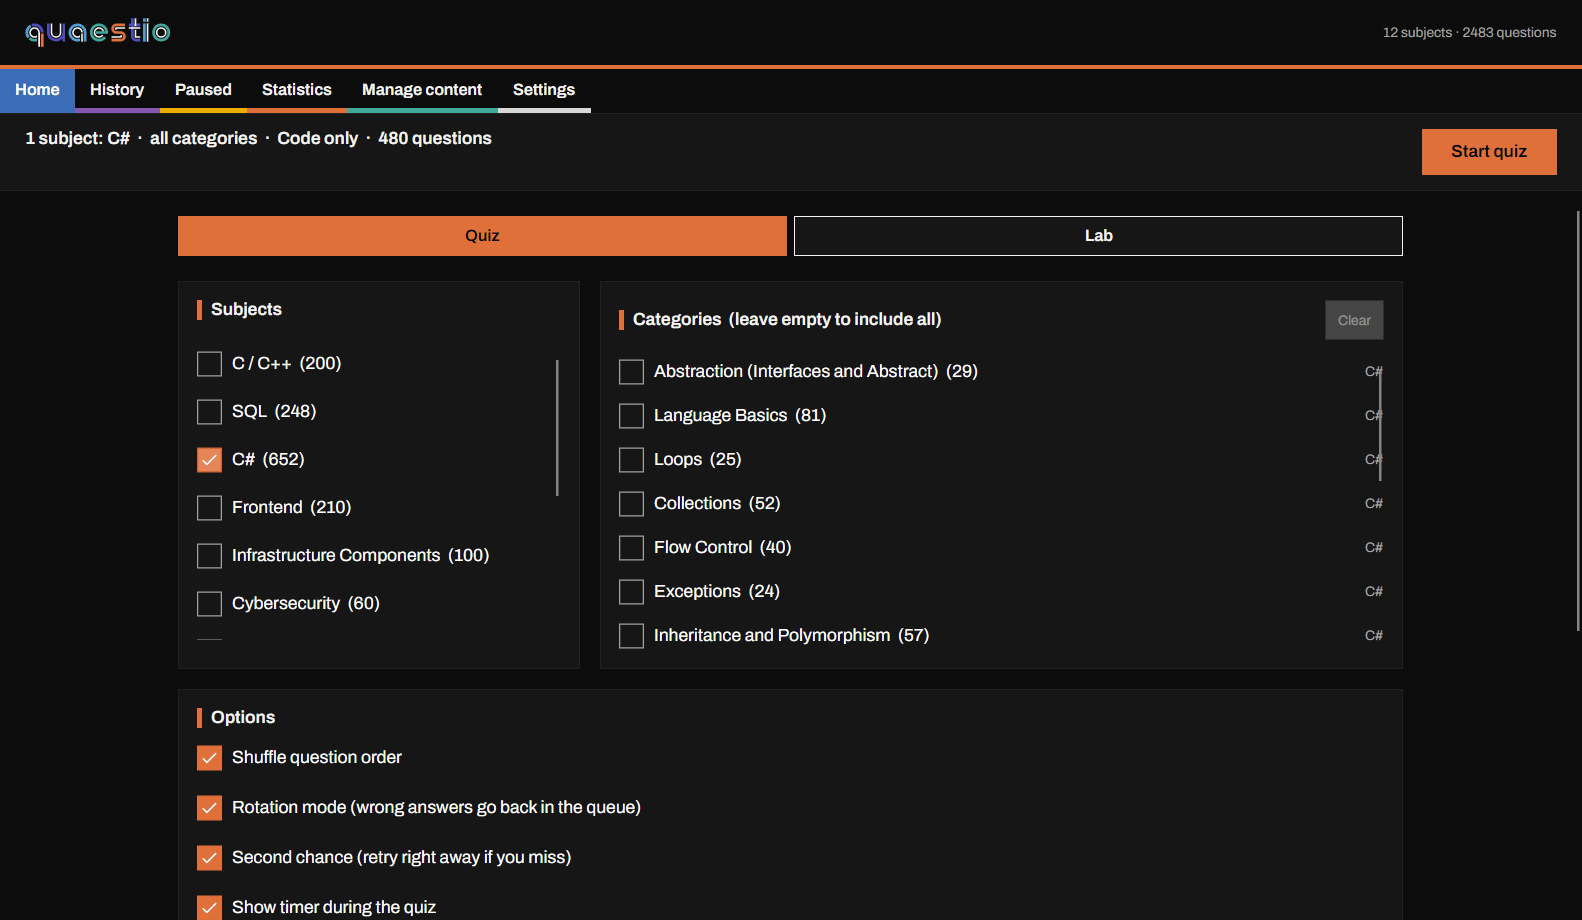 quaestio
12 subjects · 2483 questions
Home
History
Paused
Statistics
Manage content
Settings
1 subject: C# · all categories · Code only · 480 questions
Start quiz
Quiz
Lab
Subjects
C / C++ (200)
SQL (248)
C# (652)
Frontend (210)
Infrastructure Components (100)
Cybersecurity (60)
Categories (leave empty to include all)
Clear
Abstraction (Interfaces and Abstract) (29) C#
Language Basics (81) C#
Loops (25) C#
Collections (52) C#
Flow Control (40) C#
Exceptions (24) C#
Inheritance and Polymorphism (57) C#
Options
Shuffle question order
Rotation mode (wrong answers go back in the queue)
Second chance (retry right away if you miss)
Show timer during the quiz